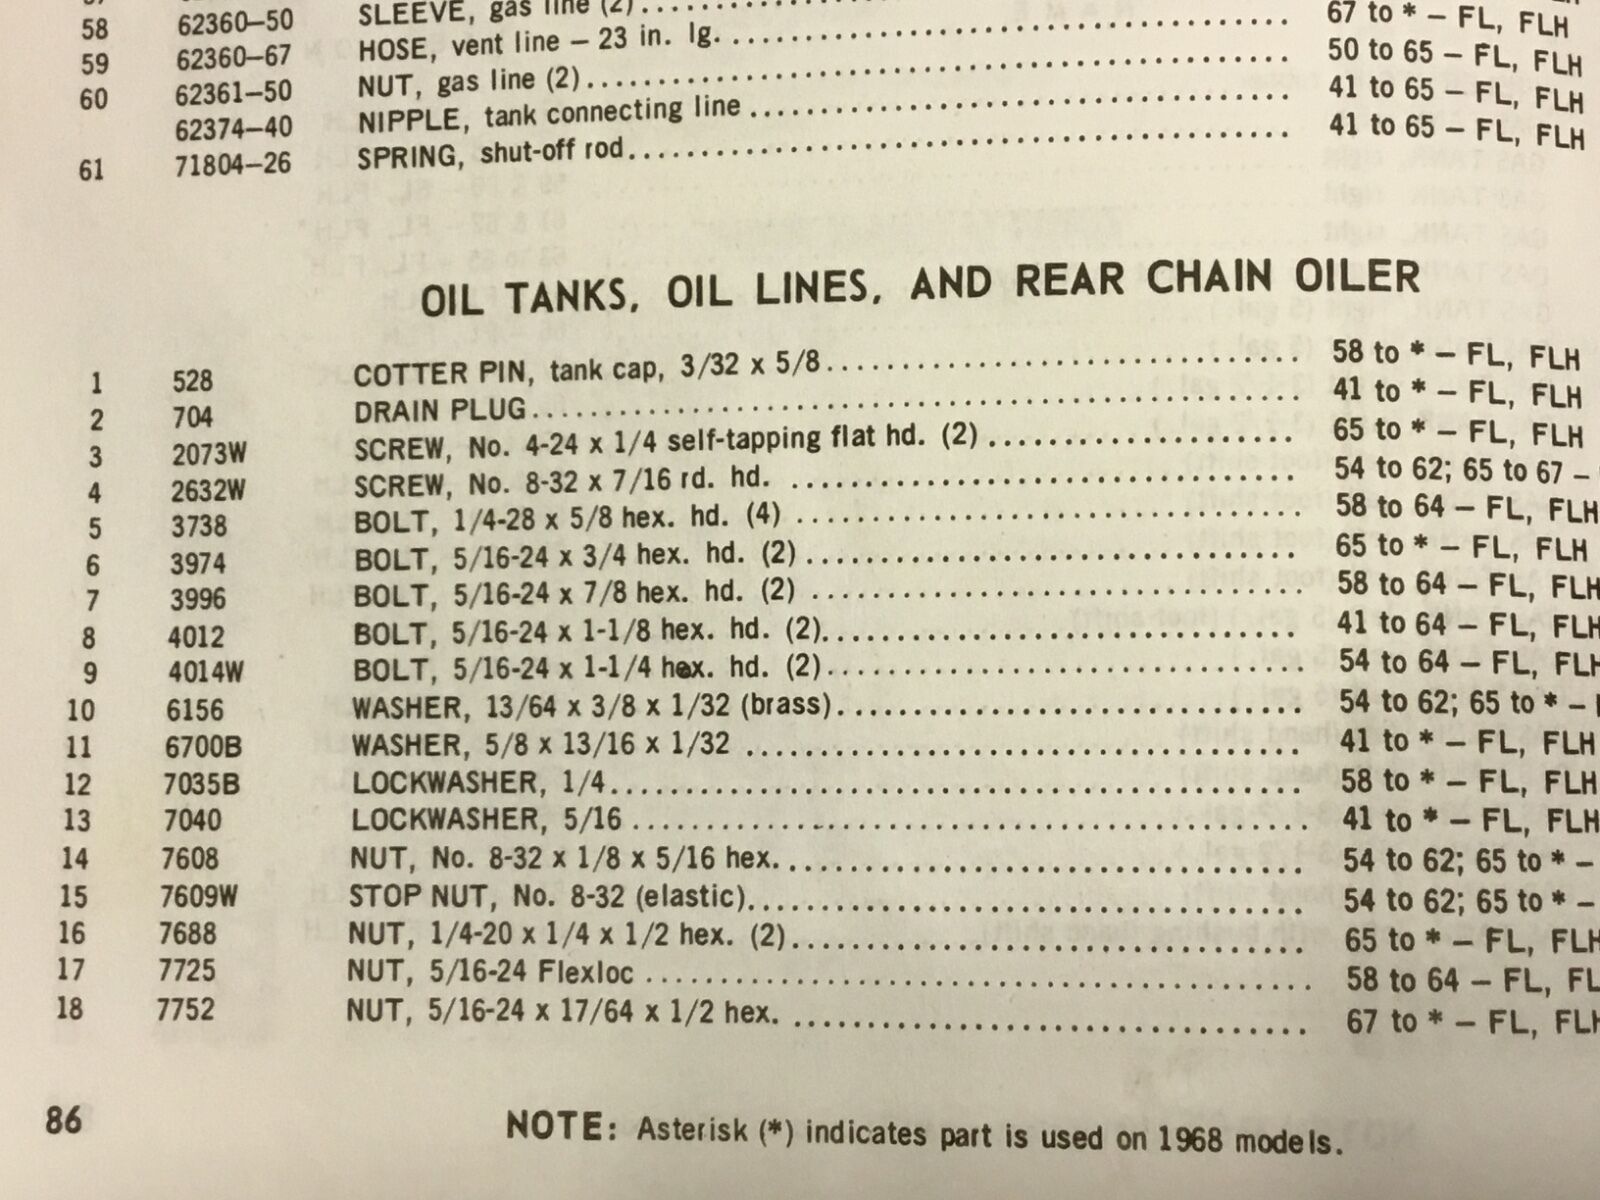 58 62360–50 SLEEVE, gas line (2)
59 62360–67 HOSE, vent line – 23 in. lg. 67 to * – FL, FLH
60 62361–50 NUT, gas line (2) 50 to 65 – FL, FLH
62374–40 NIPPLE, tank connecting line 41 to 65 – FL, FLH
61 71804–26 SPRING, shut-off rod 41 to 65 – FL, FLH
OIL TANKS, OIL LINES, AND REAR CHAIN OILER
1 528 COTTER PIN, tank cap, 3/32 x 5/8 58 to * – FL, FLH
2 704 DRAIN PLUG 41 to * – FL, FLH
3 2073W SCREW, No. 4-24 x 1/4 self-tapping flat hd. (2) 65 to * – FL, FLH
4 2632W SCREW, No. 8-32 x 7/16 rd. hd. 54 to 62; 65 to 67 –
5 3738 BOLT, 1/4-28 x 5/8 hex. hd. (4) 58 to 64 – FL, FLH
6 3974 BOLT, 5/16-24 x 3/4 hex. hd. (2) 65 to * – FL, FLH
7 3996 BOLT, 5/16-24 x 7/8 hex. hd. (2) 58 to 64 – FL, FLH
8 4012 BOLT, 5/16-24 x 1-1/8 hex. hd. (2) 41 to 64 – FL, FLH
9 4014W BOLT, 5/16-24 x 1-1/4 hex. hd. (2) 54 to 64 – FL, FLH
10 6156 WASHER, 13/64 x 3/8 x 1/32 (brass) 54 to 62; 65 to * –
11 6700B WASHER, 5/8 x 13/16 x 1/32 41 to * – FL, FLH
12 7035B LOCKWASHER, 1/4 58 to * – FL, FLH
13 7040 LOCKWASHER, 5/16 41 to * – FL, FLH
14 7608 NUT, No. 8-32 x 1/8 x 5/16 hex. 54 to 62; 65 to * –
15 7609W STOP NUT, No. 8-32 (elastic) 54 to 62; 65 to * –
16 7688 NUT, 1/4-20 x 1/4 x 1/2 hex. (2) 65 to * – FL, FLH
17 7725 NUT, 5/16-24 Flexloc 58 to 64 – FL, FL
18 7752 NUT, 5/16-24 x 17/64 x 1/2 hex. 67 to * – FL, FLH
86 NOTE: Asterisk (*) indicates part is used on 1968 models.